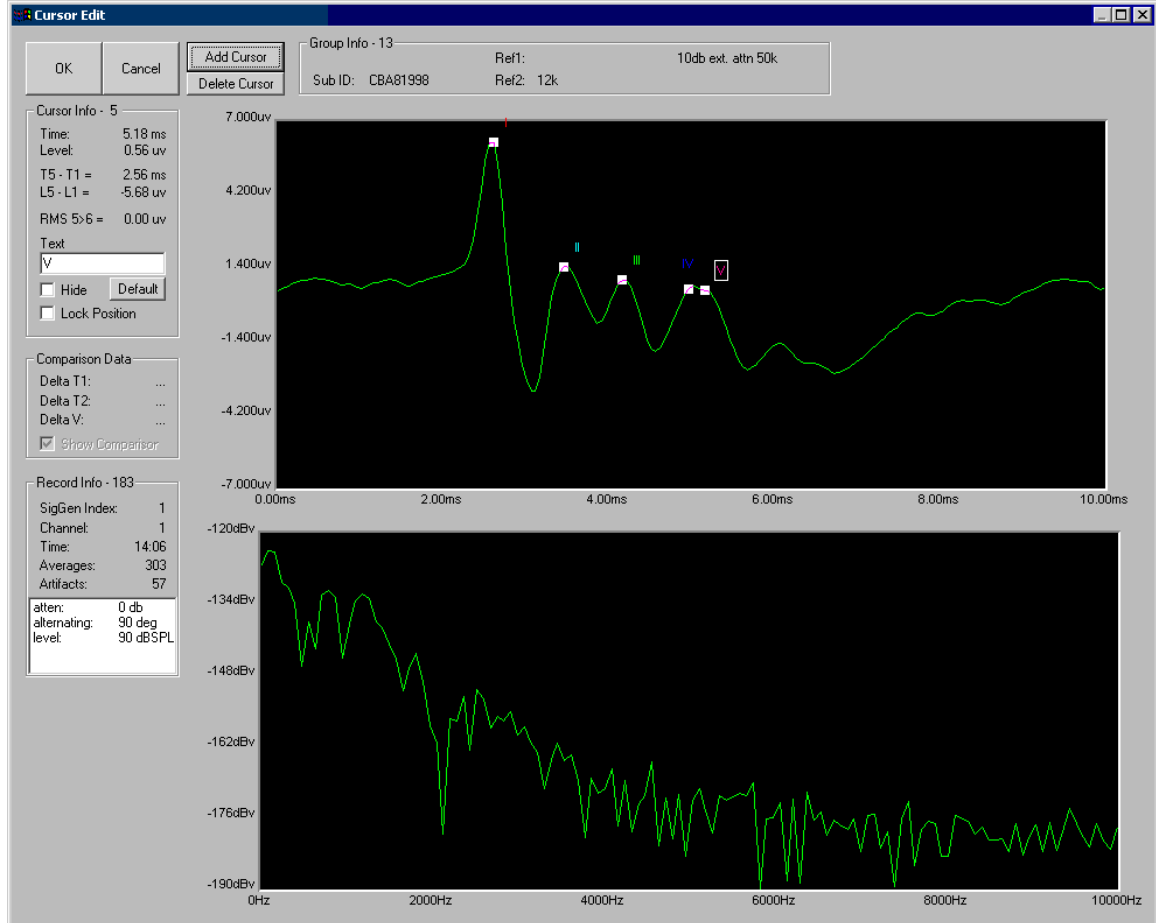 Cursor Edit
OK
Cancel
Add Cursor
Delete Cursor
Group Info - 13
Ref1:
10db ext. attn 50k
Sub ID: CBA81998
Ref2: 12k
Cursor Info - 5
Time: 5.18 ms
Level: 0.56 uv
T5 - T1 = 2.56 ms
L5 - L1 = -5.68 uv
RMS 5>6 = 0.00 uv
Text
V
Hide
Default
Lock Position
Comparison Data
Delta T1: ...
Delta T2: ...
Delta V: ...
Show Comparisor
Record Info - 183
SigGen Index: 1
Channel: 1
Time: 14:06
Averages: 303
Artifacts: 57
atten: 0 db
alternating: 90 deg
level: 90 dBSPL
7.000uv
4.200uv
1.400uv
-1.400uv
-4.200uv
-7.000uv
I
II
III
IV
V
0.00ms
2.00ms
4.00ms
6.00ms
8.00ms
10.00ms
-120dBv
-134dBv
-148dBv
-162dBv
-176dBv
-190dBv
0Hz
2000Hz
4000Hz
6000Hz
8000Hz
10000Hz